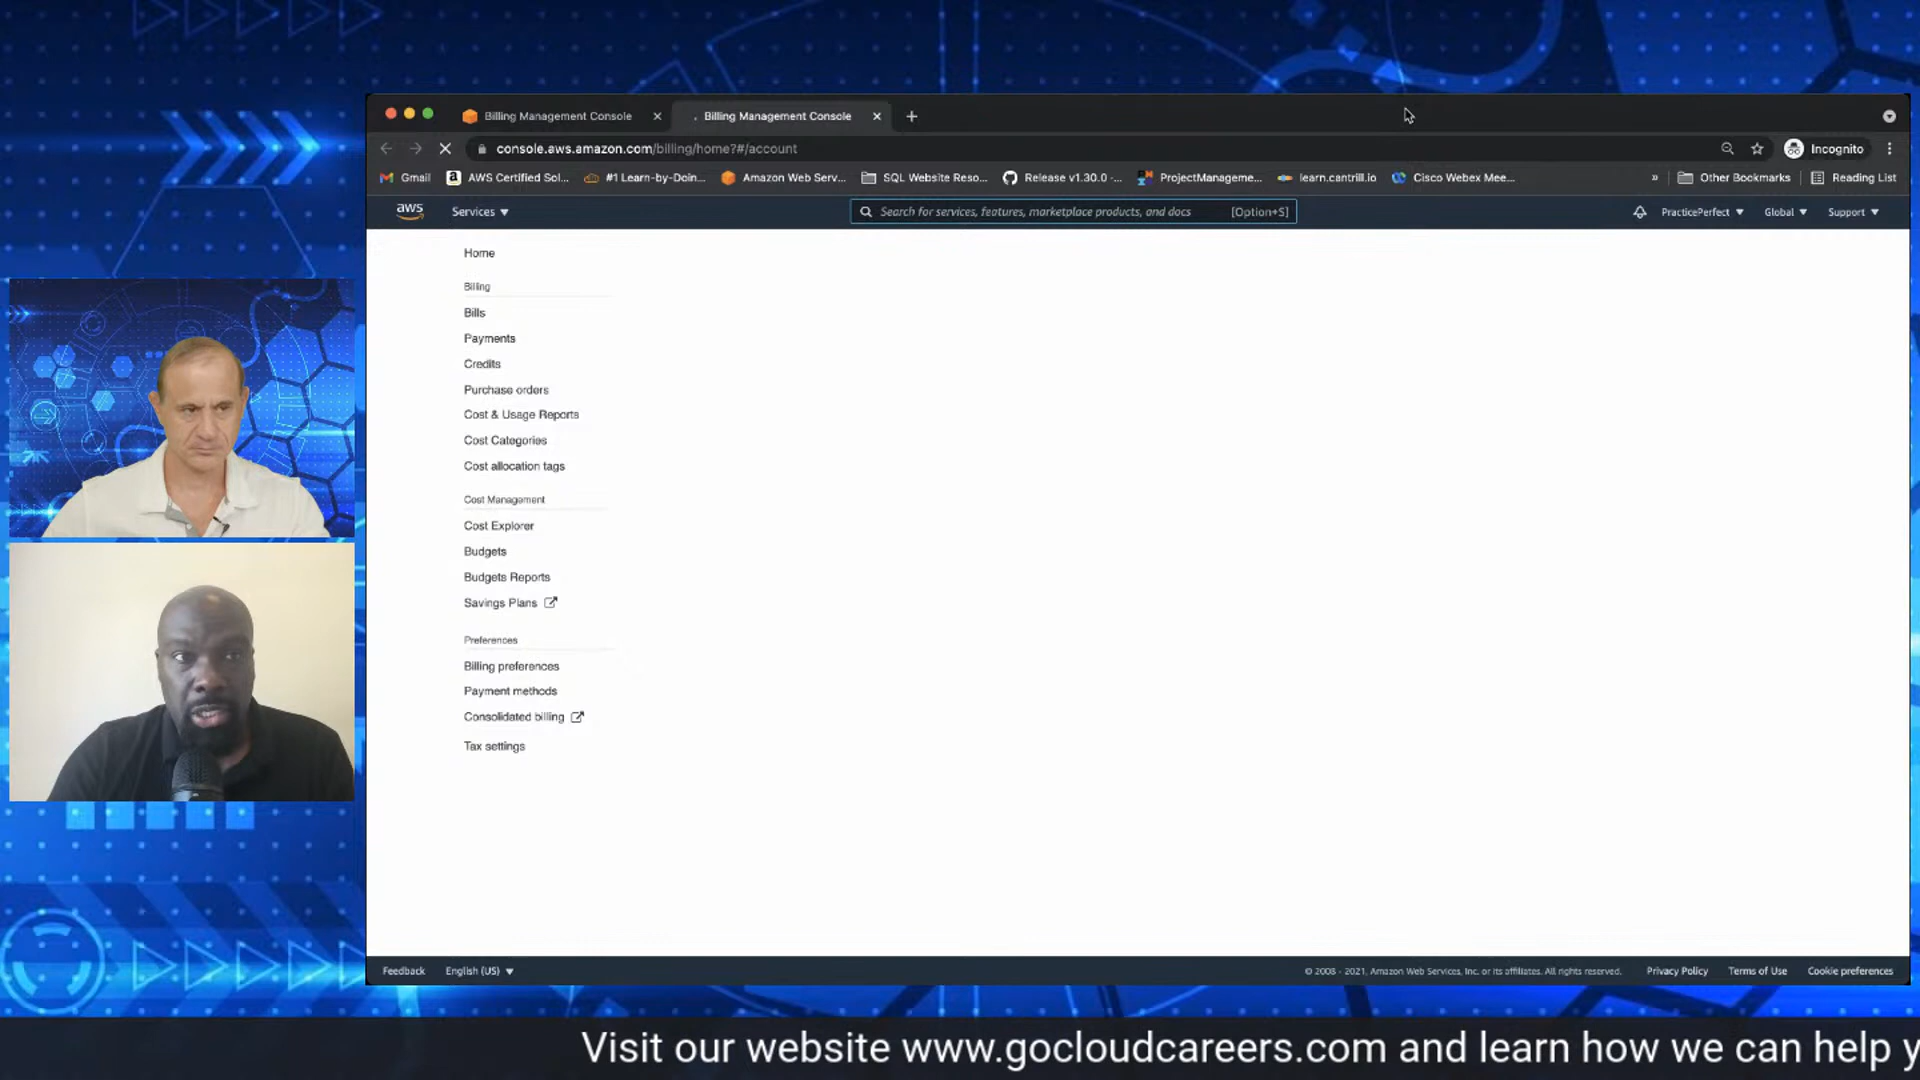 Billing Management Console
Billing Management Console
console.aws.amazon.com/billing/home?#/account
Incognito
Gmail
AWS Certified Sol...
#1 Learn-by-Doin...
Amazon Web Serv...
SQL Website Reso...
Release v1.30.0 -...
ProjectManageme...
learn.cantrill.io
Cisco Webex Mee...
»
Other Bookmarks
Reading List
aws
Services
Search for services, features, marketplace products, and docs
[Option+S]
PracticePerfect
Global
Support
Home
Billing
Bills
Payments
Credits
Purchase orders
Cost & Usage Reports
Cost Categories
Cost allocation tags
Cost Management
Cost Explorer
Budgets
Budgets Reports
Savings Plans
Preferences
Billing preferences
Payment methods
Consolidated billing
Tax settings
Feedback
English (US)
© 2008 - 2021, Amazon Web Services, Inc. or its affiliates. All rights reserved.
Privacy Policy
Terms of Use
Cookie preferences
Visit our website www.gocloudcareers.com and learn how we can help y